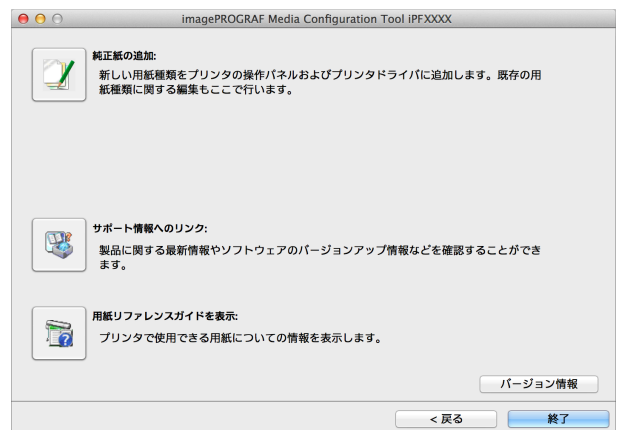 imagePROGRAF Media Configuration Tool iPFXXXX
純正紙の追加:
新しい用紙種類をプリンタの操作パネルおよびプリンタドライバに追加します。既存の用
紙種類に関する編集もここで行います。
サポート情報へのリンク:
製品に関する最新情報やソフトウェアのバージョンアップ情報などを確認することができ
ます。
用紙リファレンスガイドを表示:
プリンタで使用できる用紙についての情報を表示します。
バージョン情報
< 戻る
終了